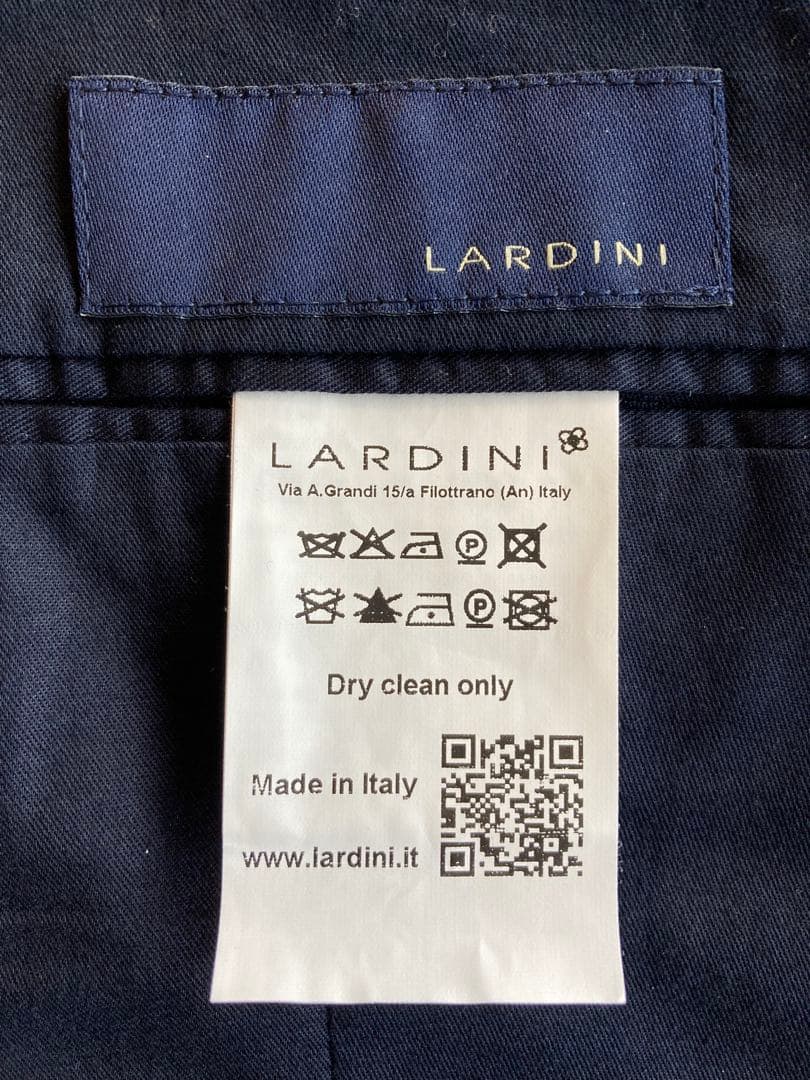 LARDINI
LARDINI
Via A.Grandi 15/a Filottrano (An) Italy
P
P
Dry clean only
Made in Italy
www.lardini.it